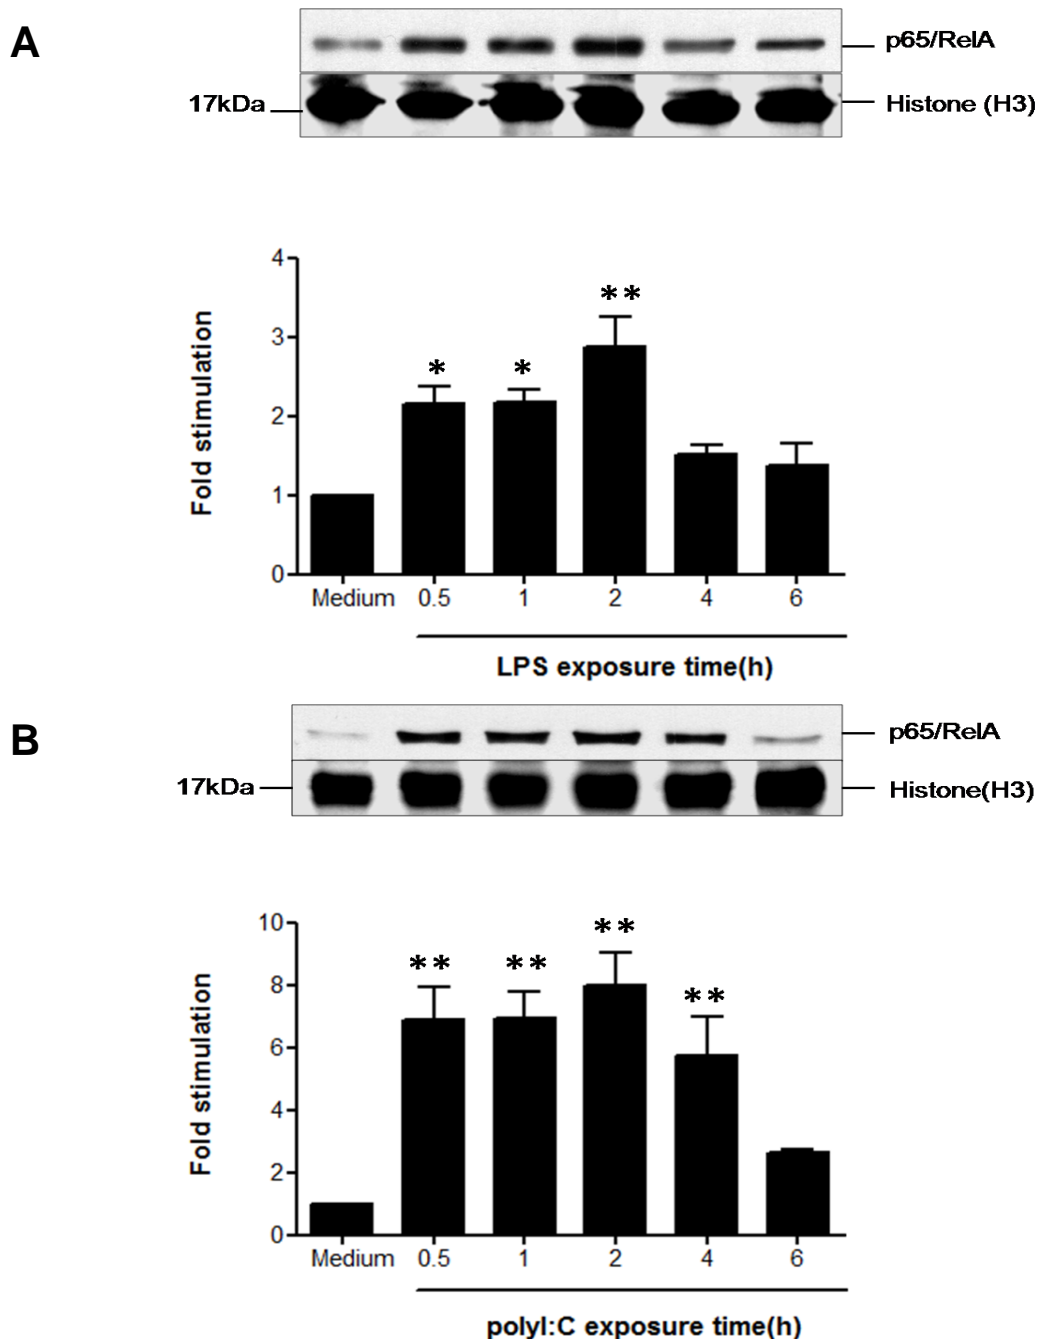 A
p65/RelA
17kDa
Histone (H3)
4
**
3
*
*
2
1
0
Fold stimulation
Medium 0.5 1 2 4 6
LPS exposure time(h)
B
p65/RelA
17kDa
Histone(H3)
10
**
**
**
8
**
6
4
2
0
Fold stimulation
Medium 0.5 1 2 4 6
polyI:C exposure time(h)